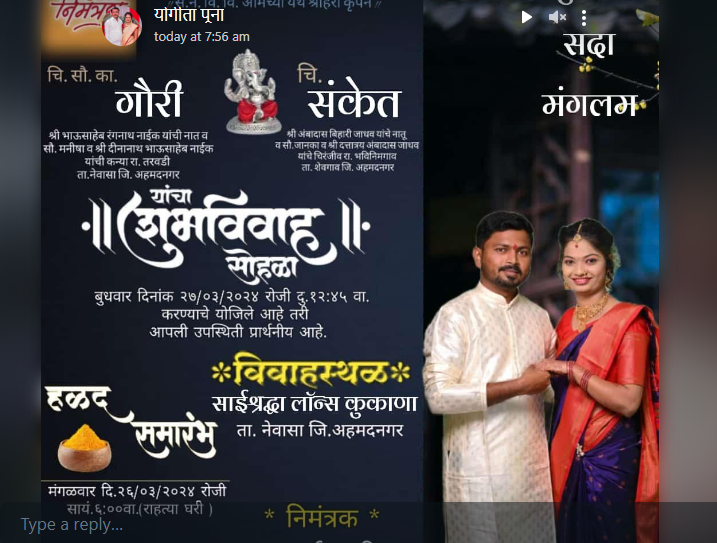 निमंत्रण
॥स.न. वि. वि. आमच्या येथे श्रीहरी कृपेने॥
योगीता पूना
today at 7:56 am
सदा
मंगलम
चि. सौ. का.
गौरी
श्री भाऊसाहेब रंगनाथ नाईक यांची नात व
सौ. मनीषा व श्री दीनानाथ भाऊसाहेब नाईक
यांची कन्या रा. तरवडी
ता.नेवासा जि. अहमदनगर
चि.
संकेत
श्री अंबादास बिहारी जाधव यांचे नातू
व सौ.जानका व श्री दत्तात्रय अंबादास जाधव
यांचे चिरंजीव रा. भविनिमगाव
ता. शेवगाव जि. अहमदनगर
यांचा
॥शुभविवाह॥
सोहळा
बुधवार दिनांक २७/०३/२०२४ रोजी दु.१२:४५ वा.
करण्याचे योजिले आहे तरी
आपली उपस्थिती प्रार्थनीय आहे.
*विवाहस्थळ*
साईश्रद्धा लॉन्स कुकाणा
ता. नेवासा जि.अहमदनगर
हळद
समारंभ
मंगळवार दि.२६/०३/२०२४ रोजी
सायं.६:००वा.(राहत्या घरी )
* निमंत्रक *
Type a reply...